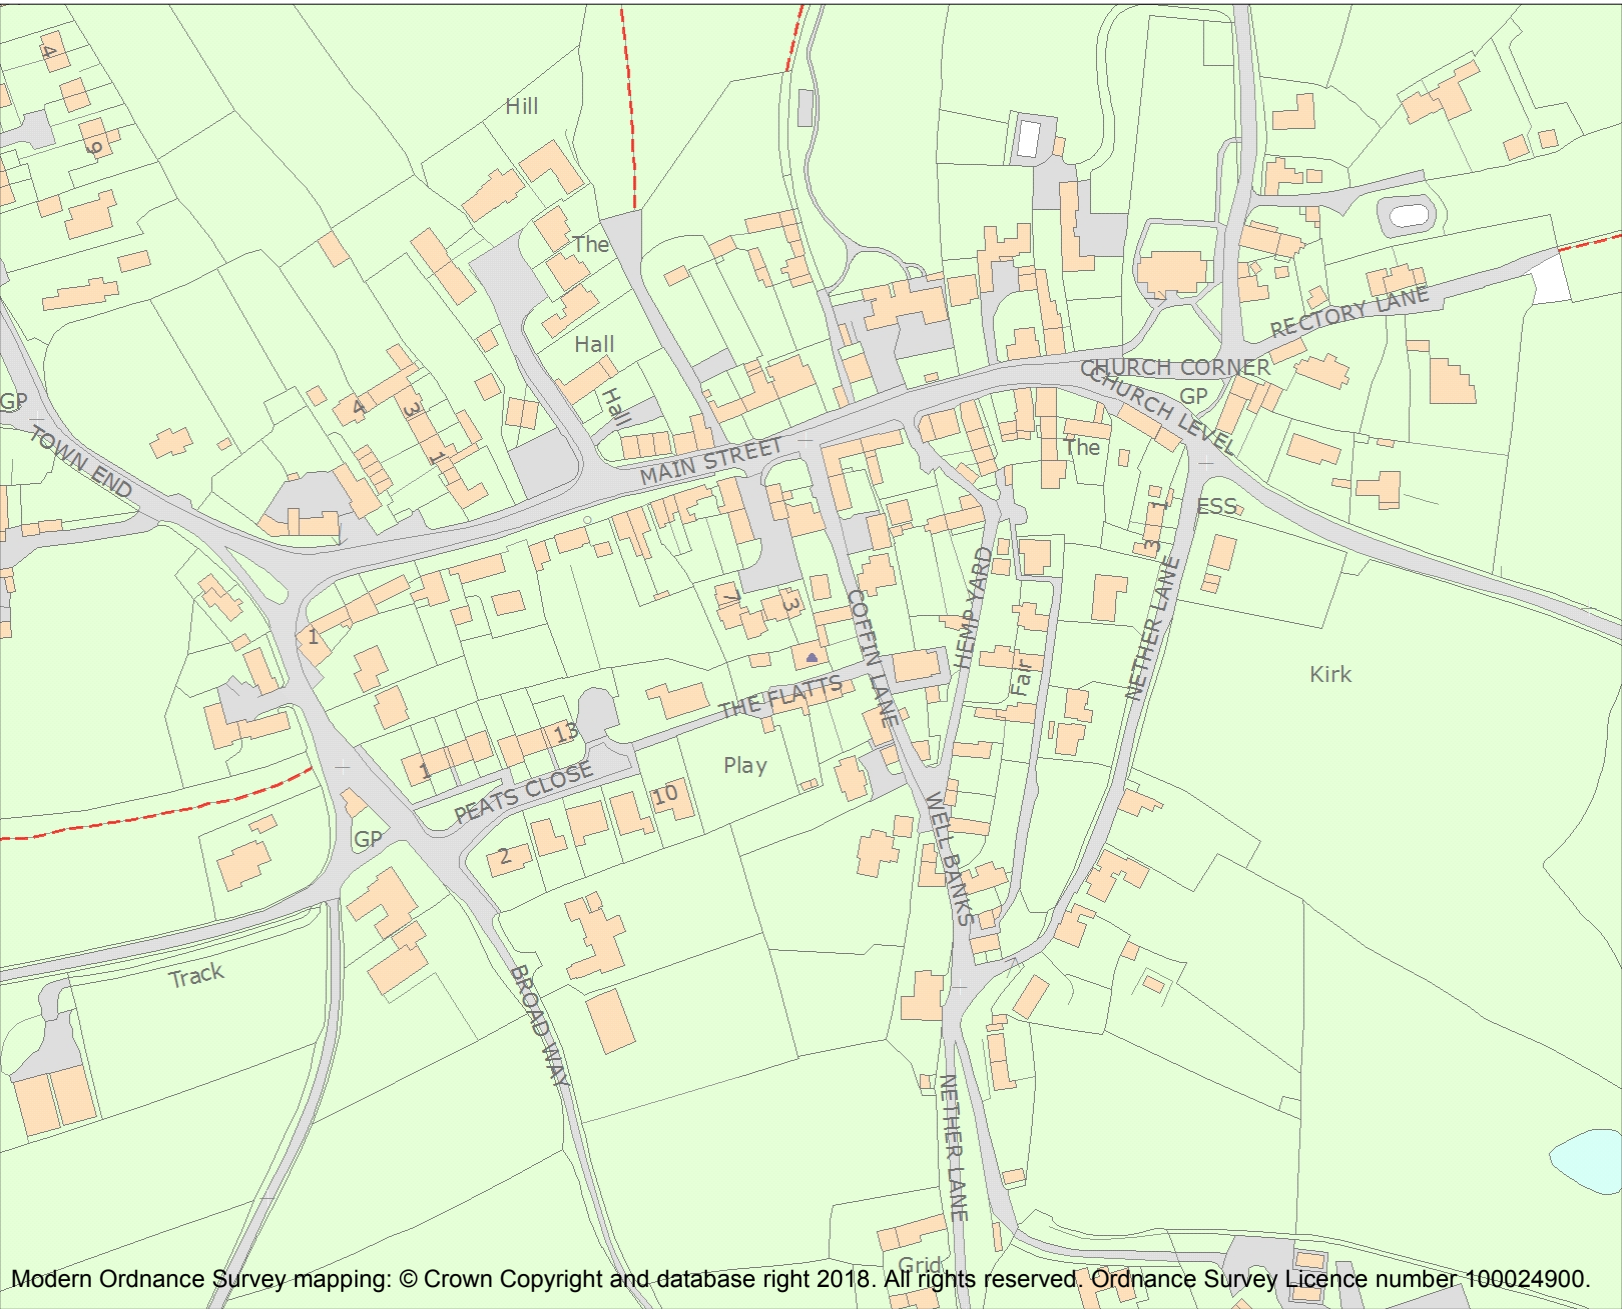 4
9
Hill
The
Hall
Hall
GP
TOWN END
4
3
1
MAIN STREET
CHURCH CORNER
RECTORY LANE
GP
CHURCH LEVEL
The
ESS
1
3
1
7
3
COFFIN LANE
HEMP YARD
Fair
NETHER LANE
Kirk
THE FLATTS
13
1
PEATS CLOSE
Play
10
2
GP
WELL BANKS
Track
BROAD WAY
NETHER LANE
Grid
Modern Ordnance Survey mapping: © Crown Copyright and database right 2018. All rights reserved. Ordnance Survey Licence number 100024900.